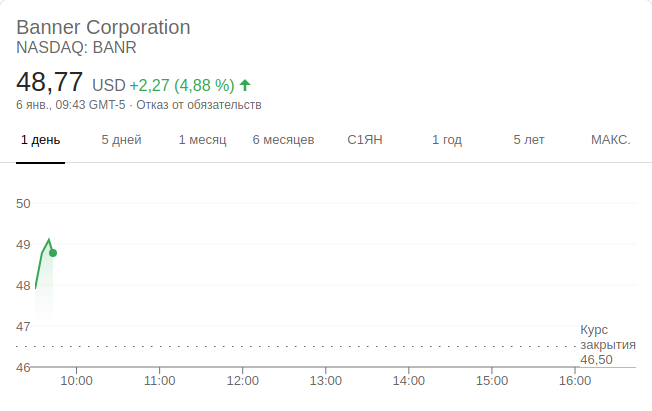 Banner Corporation
NASDAQ: BANR
48,77 USD +2,27 (4,88 %)
6 янв., 09:43 GMT-5 · Отказ от обязательств
1 день 5 дней 1 месяц 6 месяцев С1ЯН 1 год 5 лет МАКС.
50
49
48
47
Курс
закрытия
46,50
46
10:00 11:00 12:00 13:00 14:00 15:00 16:00